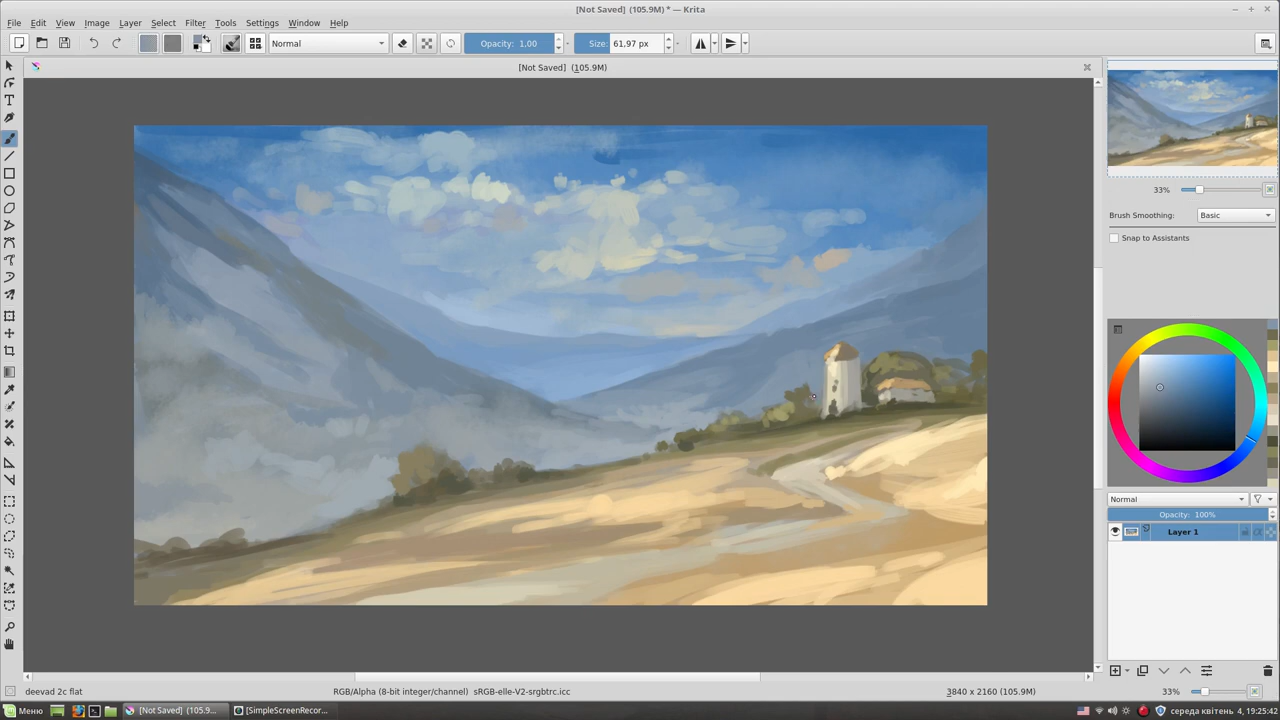 [Not Saved] (105.9M) * — Krita
File Edit View Image Layer Select Filter Tools Settings Window Help
Normal Opacity: 1,00 Size: 61,97 px
[Not Saved] (105.9M)
33%
Brush Smoothing: Basic
Snap to Assistants
Normal
Opacity: 100%
Layer 1
deevad 2c flat RGB/Alpha (8-bit integer/channel) sRGB-elle-V2-srgbtrc.icc 3840 x 2160 (105.9M) 33%
Меню [Not Saved] (105.9... [SimpleScreenRecor... середа квітень 4, 19:25:42